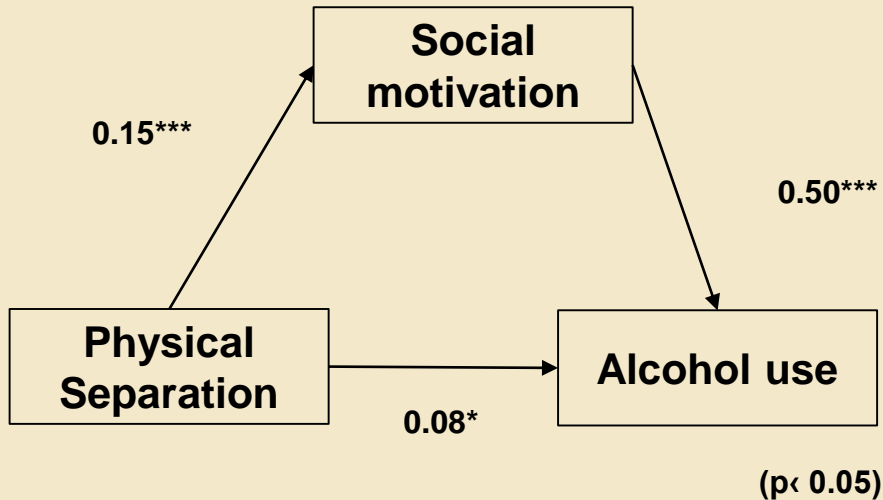 Social
motivation
0.15***
0.50***
Physical
Separation
Alcohol use
0.08*
(p‹ 0.05)